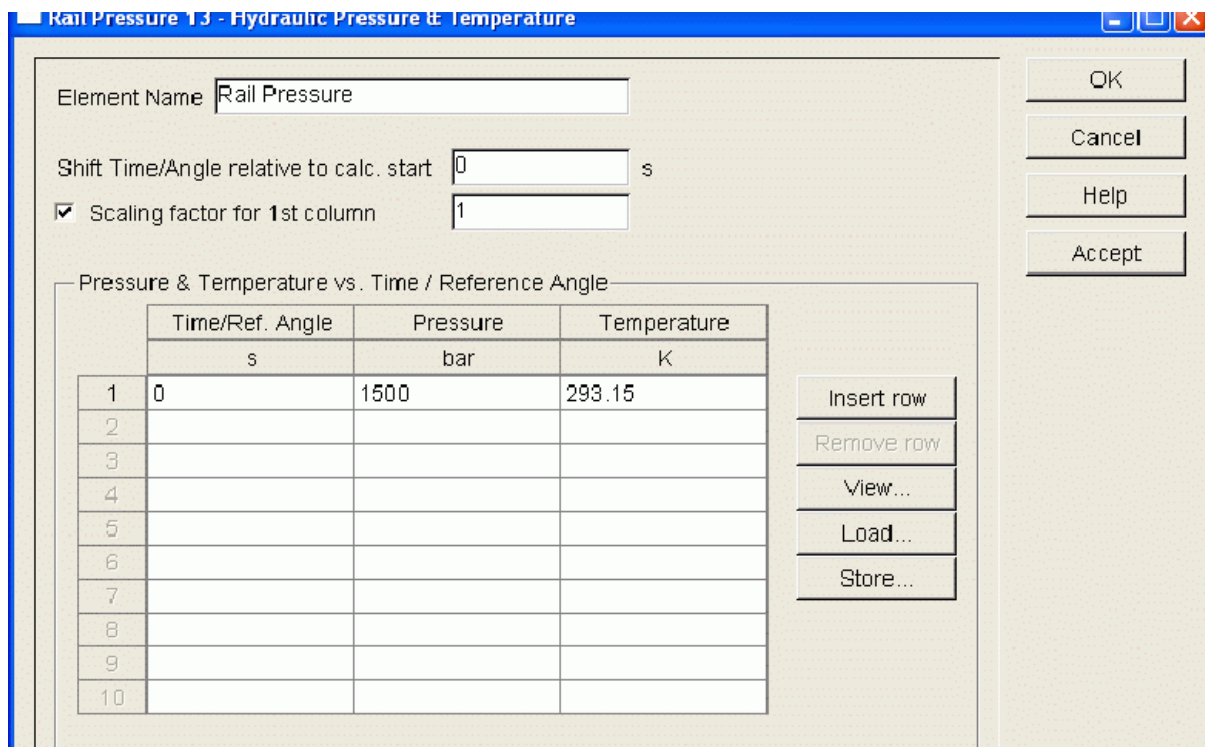 Rail Pressure 13 - Hydraulic Pressure & Temperature
Element Name Rail Pressure
Shift Time/Angle relative to calc. start 0 s
Scaling factor for 1st column 1
OK
Cancel
Help
Accept
Pressure & Temperature vs. Time / Reference Angle
Time/Ref. Angle Pressure Temperature
s bar K
1 0 1500 293.15
2
3
4
5
6
7
8
9
10
Insert row
Remove row
View...
Load...
Store...